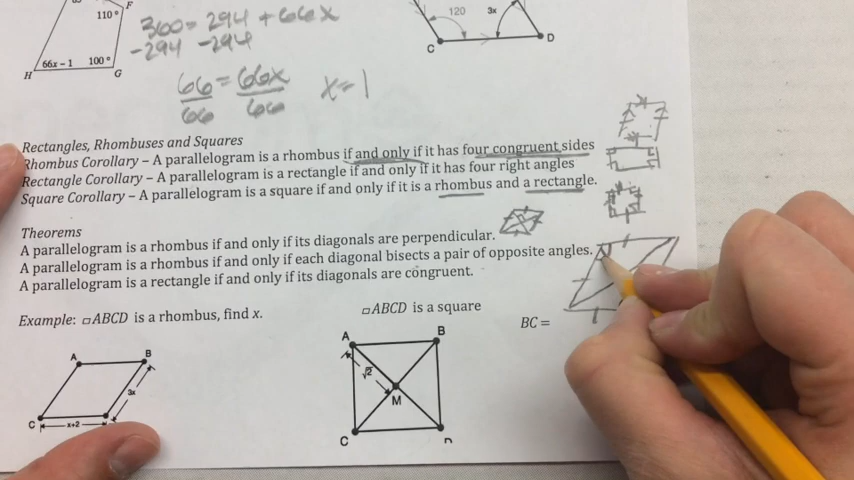 F
110°
360 = 294 + 66x
-294 -294
66x – 1
100°
H
G
66 = 66x
66 66
x = 1
120
3x
C
D
Rectangles, Rhombuses and Squares
Rhombus Corollary – A parallelogram is a rhombus if and only if it has four congruent sides
Rectangle Corollary – A parallelogram is a rectangle if and only if it has four right angles
Square Corollary – A parallelogram is a square if and only if it is a rhombus and a rectangle.
Theorems
A parallelogram is a rhombus if and only if its diagonals are perpendicular.
A parallelogram is a rhombus if and only if each diagonal bisects a pair of opposite angles.
A parallelogram is a rectangle if and only if its diagonals are congruent.
Example: ▱ABCD is a rhombus, find x.
▱ABCD is a square
BC =
A
B
3x
C
x+2
A
B
√2
M
C